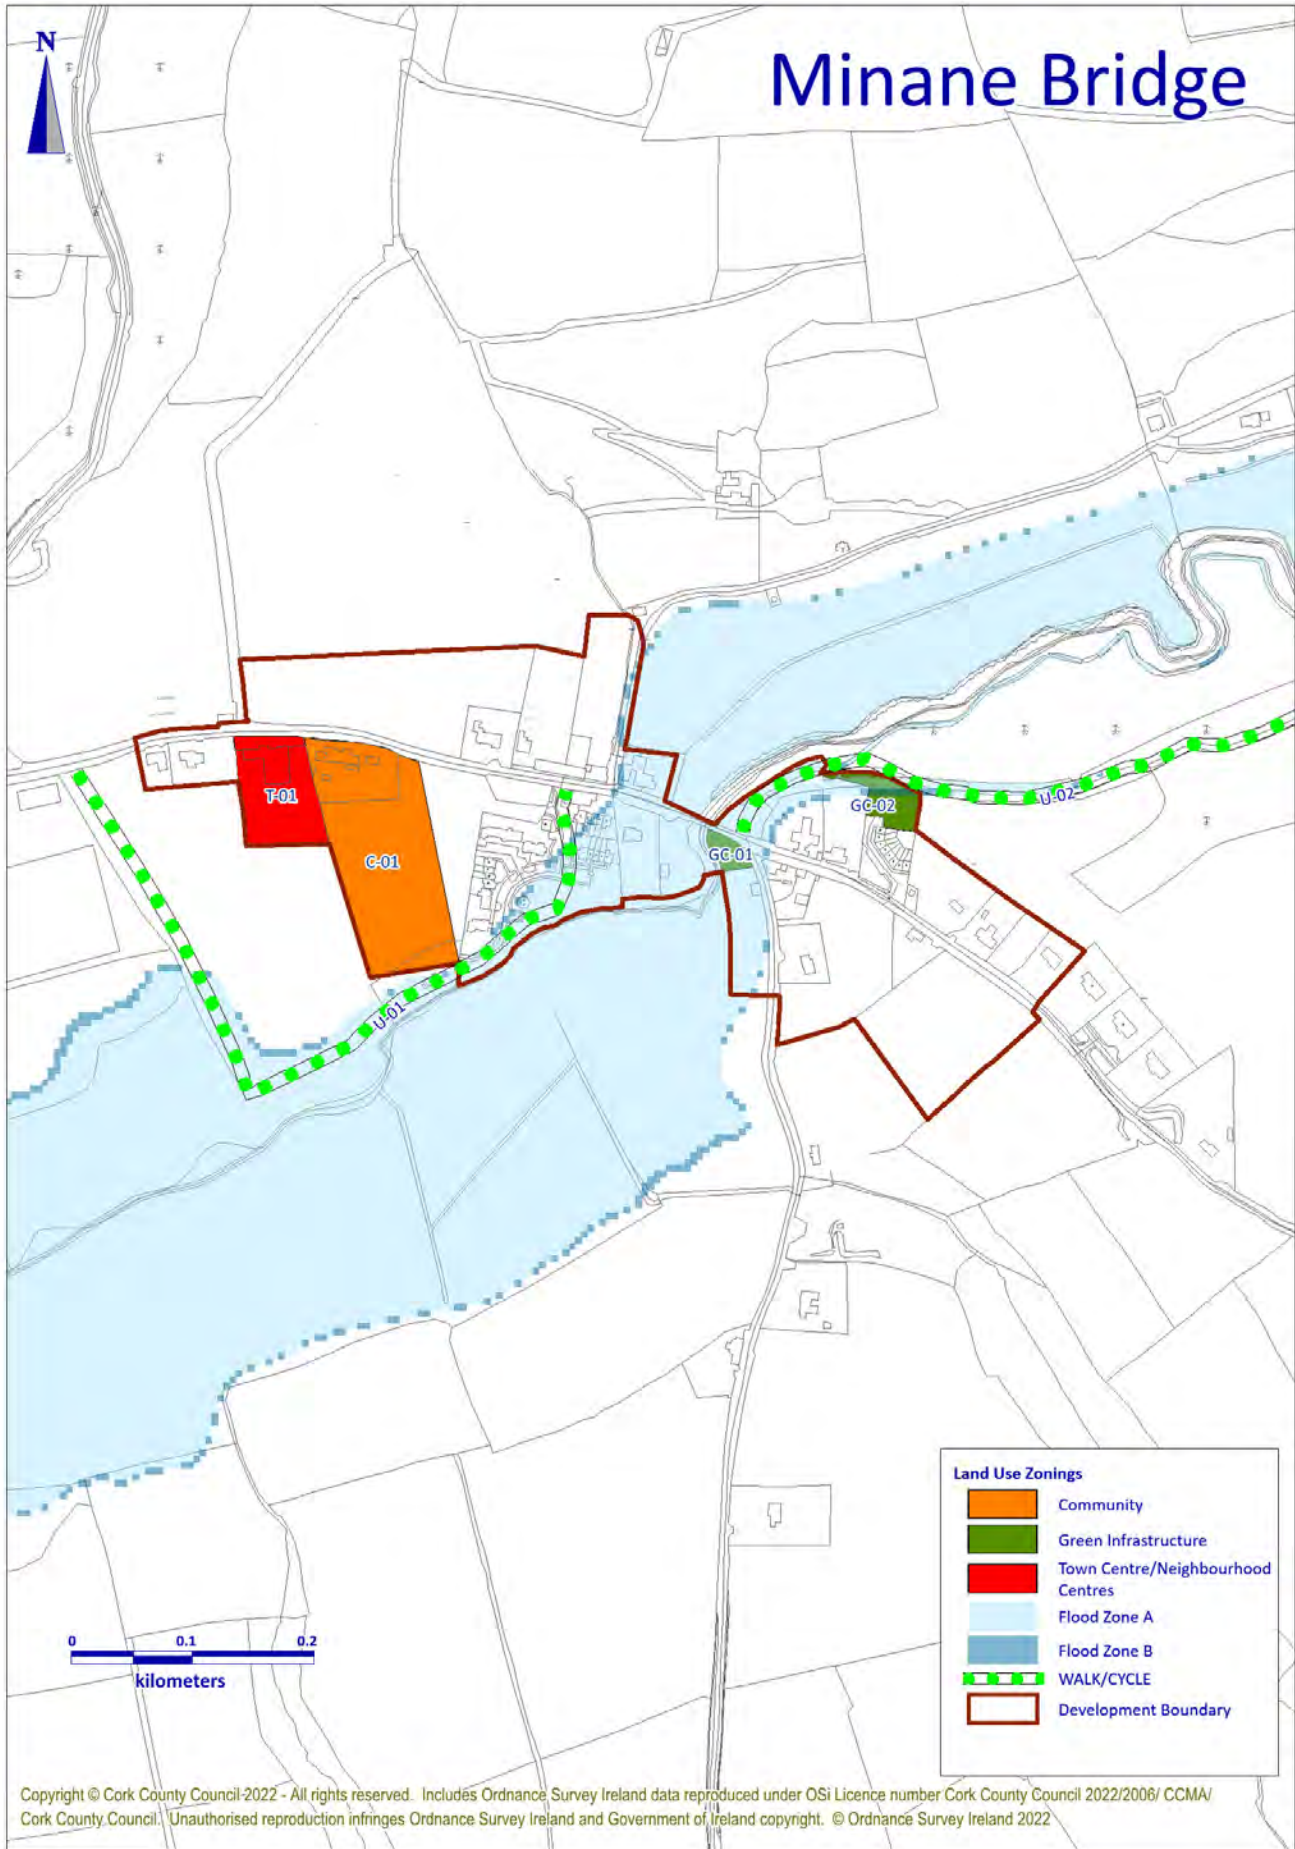 N
Minane Bridge
T-01
C-01
GC-02
U-02
GC-01
U-01
Land Use Zonings
Community
Green Infrastructure
Town Centre/Neighbourhood
Centres
Flood Zone A
Flood Zone B
WALK/CYCLE
Development Boundary
0 0.1 0.2
kilometers
Copyright © Cork County Council 2022 - All rights reserved. Includes Ordnance Survey Ireland data reproduced under OSi Licence number Cork County Council 2022/2006/ CCMA/
Cork County Council. Unauthorised reproduction infringes Ordnance Survey Ireland and Government of Ireland copyright. © Ordnance Survey Ireland 2022